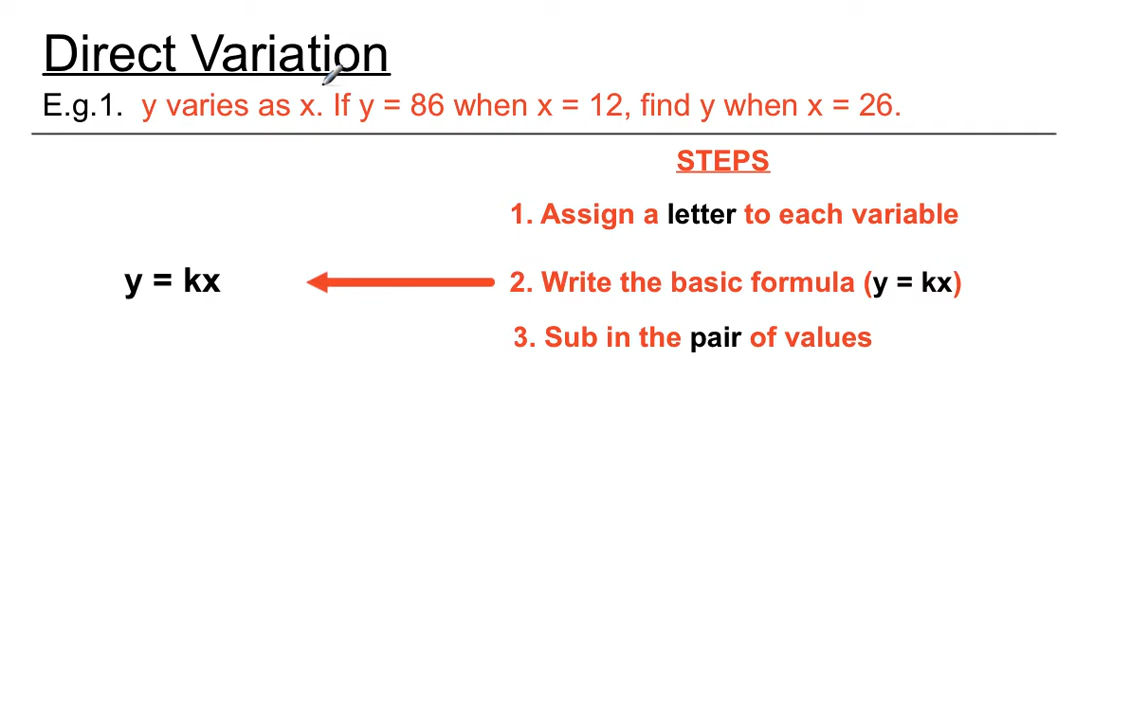 Direct Variation
E.g.1. y varies as x. If y = 86 when x = 12, find y when x = 26.
STEPS
1. Assign a letter to each variable
y = kx
2. Write the basic formula (y = kx)
3. Sub in the pair of values